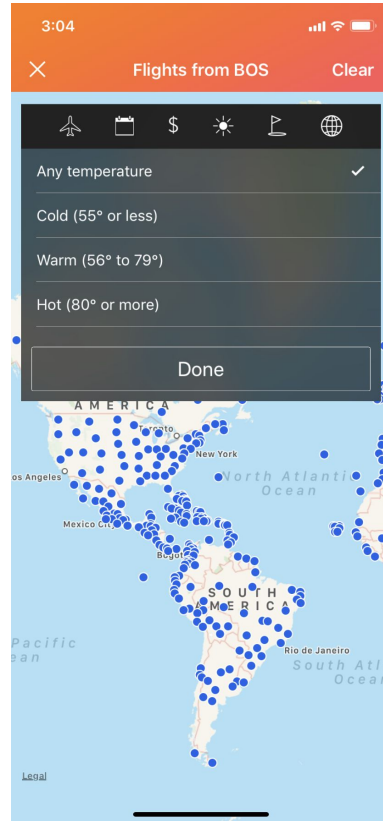 3:04
Flights from BOS
Clear
$
Any temperature
Cold (55° or less)
Warm (56° to 79°)
Hot (80° or more)
Done
AMERICA
Toronto
New York
os Angeles
North Atlantic
Ocean
Mexico City
Bogot
SOUTH
AMERICA
Rio de Janeiro
Pacific
ean
South Atl
Ocea
Legal